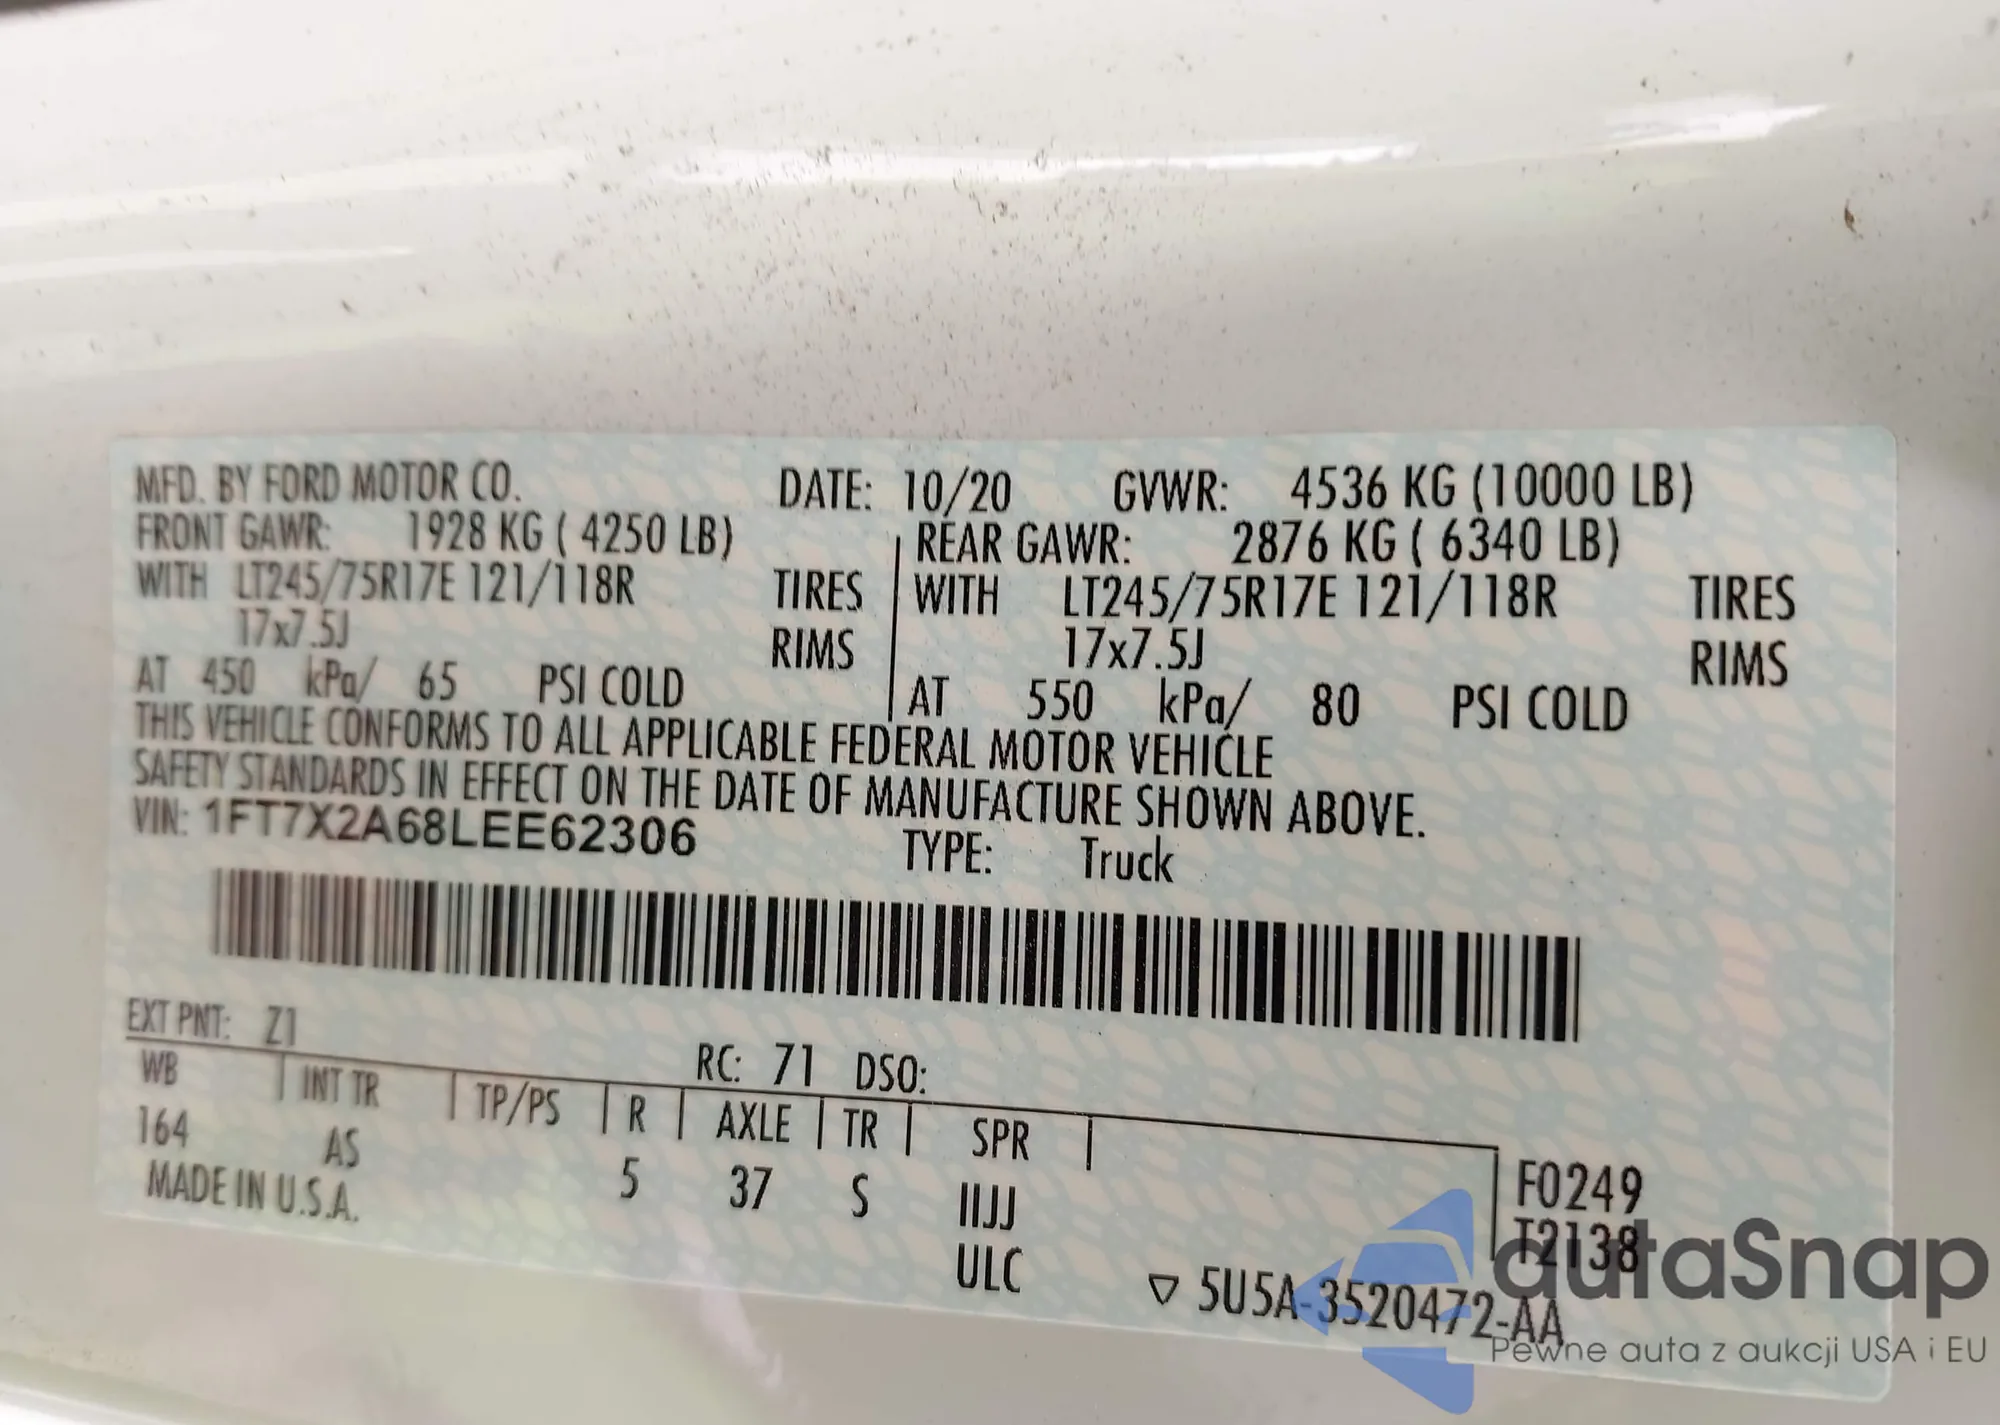 MFD. BY FORD MOTOR CO. DATE: 10/20 GVWR: 4536 KG (10000 LB)
FRONT GAWR: 1928 KG ( 4250 LB) REAR GAWR: 2876 KG ( 6340 LB)
WITH LT245/75R17E 121/118R TIRES WITH LT245/75R17E 121/118R TIRES
17x7.5J RIMS 17x7.5J RIMS
AT 450 kPa/ 65 PSI COLD AT 550 kPa/ 80 PSI COLD
THIS VEHICLE CONFORMS TO ALL APPLICABLE FEDERAL MOTOR VEHICLE
SAFETY STANDARDS IN EFFECT ON THE DATE OF MANUFACTURE SHOWN ABOVE.
VIN: 1FT7X2A68LEE62306 TYPE: Truck
EXT PNT: Z1 RC: 71 DSO:
WB INT TR TP/PS R AXLE TR SPR
164 AS 5 37 S IIJJ F0249
MADE IN U.S.A. ULC T2138
▽ 5U5A-3520472-AA
autoSnap
Pewne auta z aukcji USA i EU